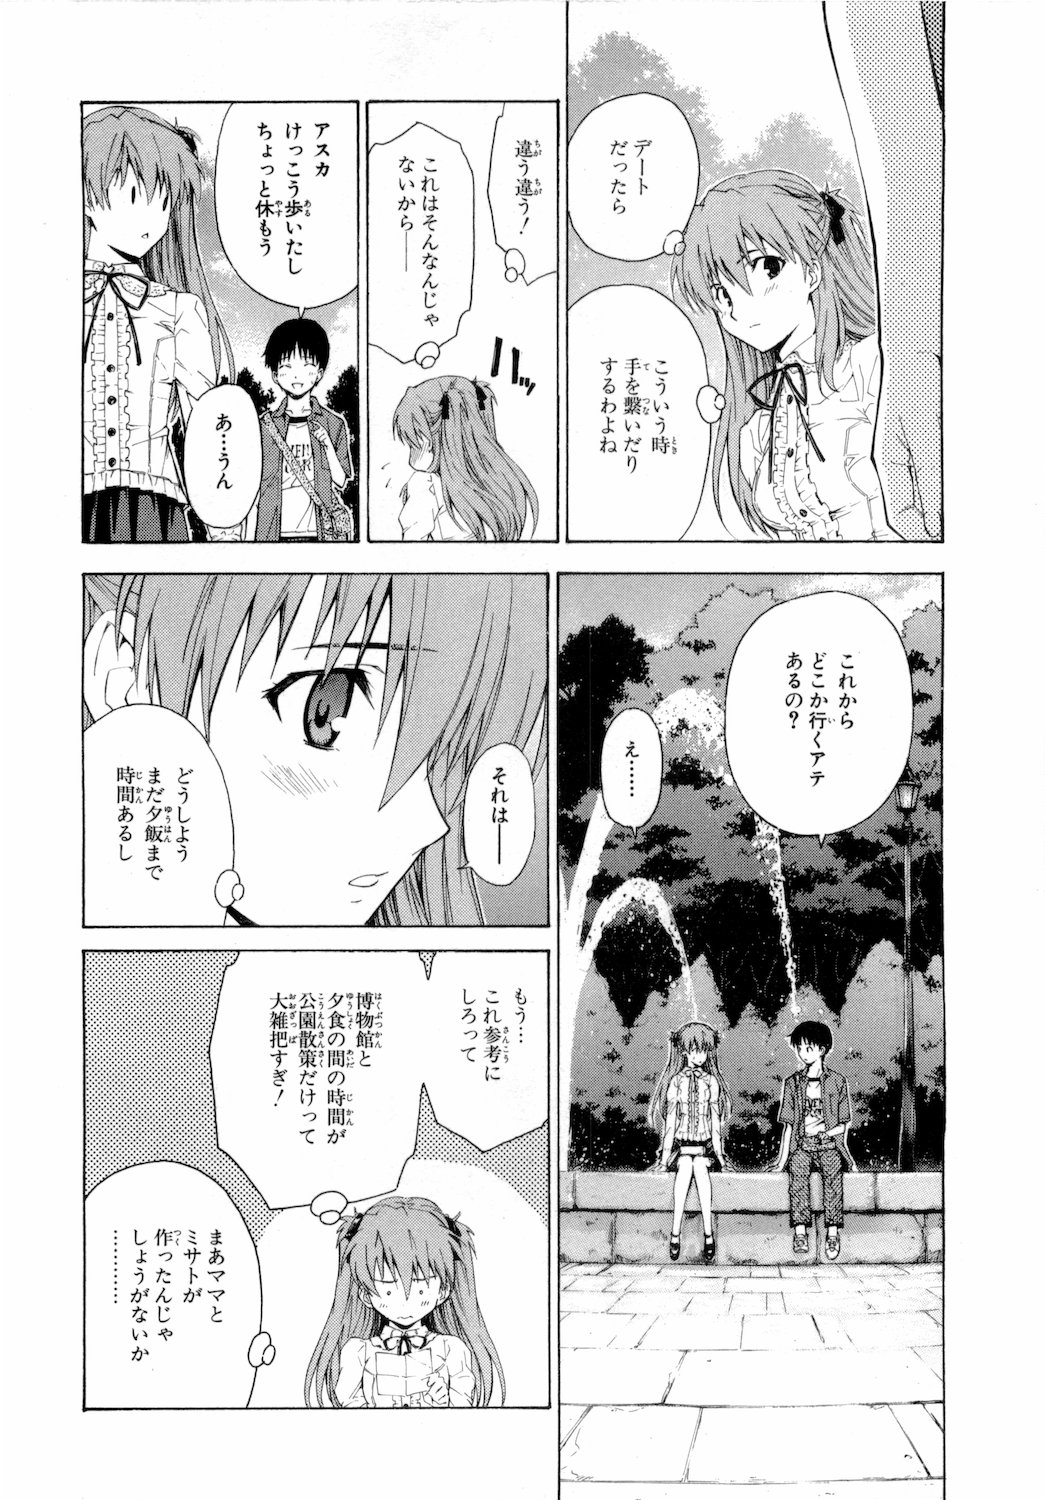 デート
だったら
こういう時
手を繋いだり
するわよね
違う違う！
これはそんなんじゃ
ないから――
バッ
アスカ
けっこう歩いたし
ちょっと休もう
あ…うん
これから
どこか行くアテ
あるの？
え……
それは――
どうしよう
まだ夕飯まで
時間あるし
もう…
これ参考に
しろって
博物館と
夕食の間の時間が
公園散策だけって
大雑把すぎ！
まあママと
ミサトが
作ったんじゃ
しょうがないか
…………